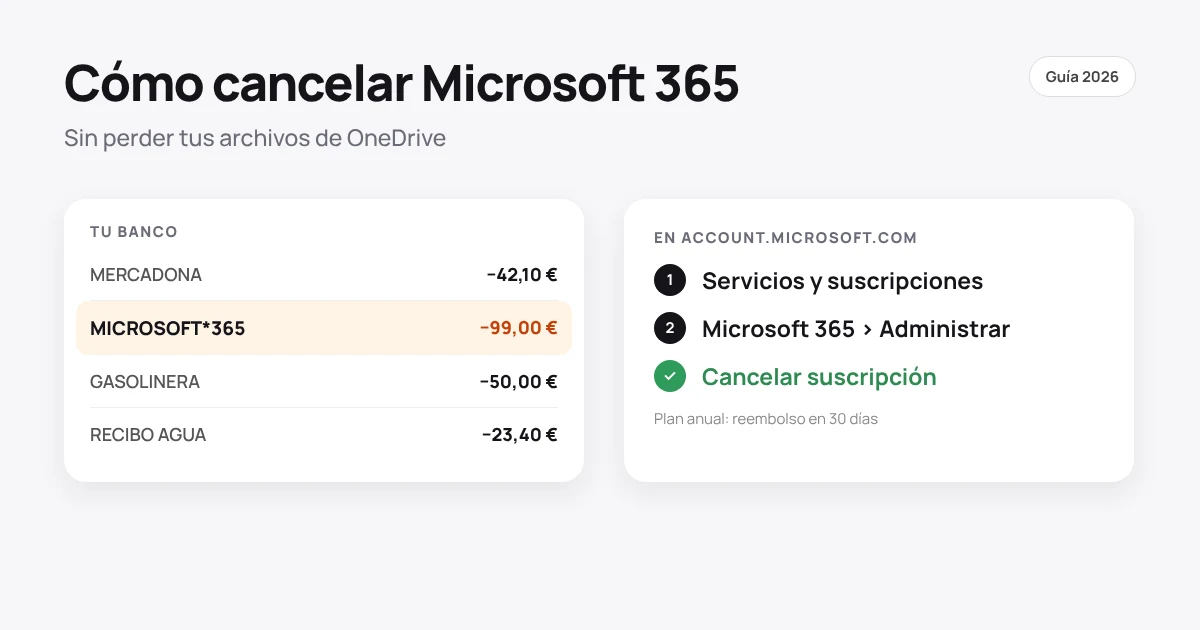 Cómo cancelar Microsoft 365
Guía 2026
Sin perder tus archivos de OneDrive
TU BANCO
MERCADONA −42,10 €
MICROSOFT*365 −99,00 €
GASOLINERA −50,00 €
RECIBO AGUA −23,40 €
EN ACCOUNT.MICROSOFT.COM
1 Servicios y suscripciones
2 Microsoft 365 > Administrar
✓ Cancelar suscripción
Plan anual: reembolso en 30 días